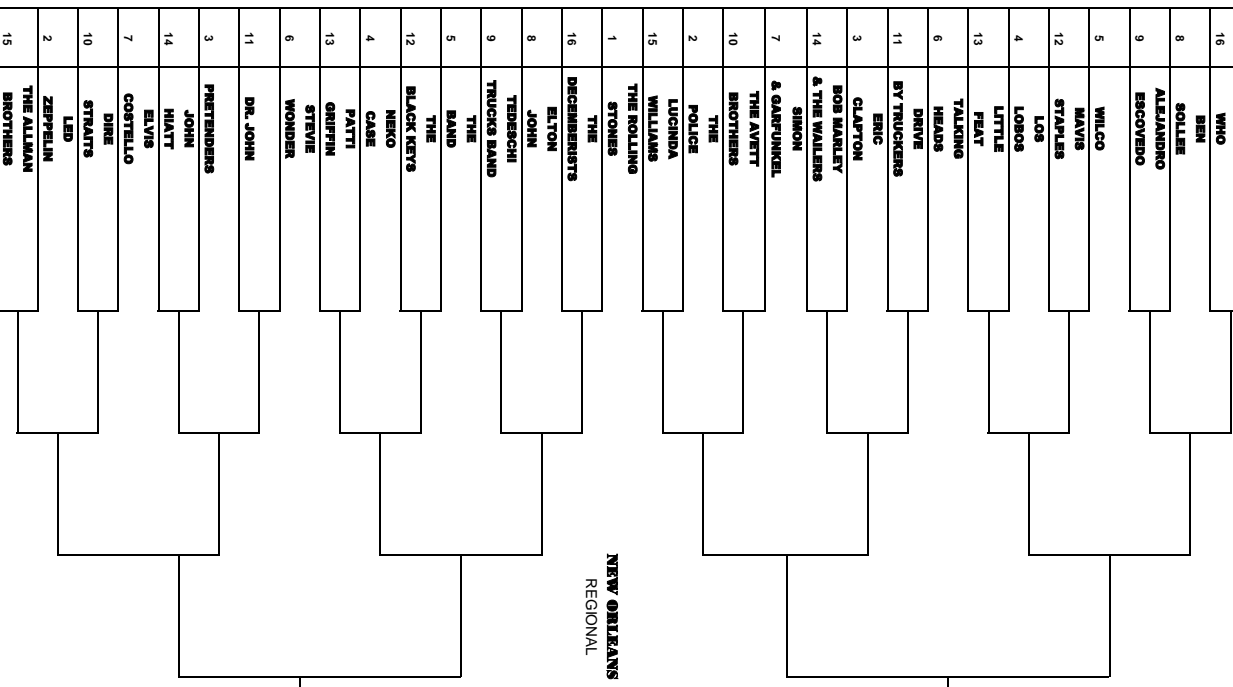 16 WHO
BEN
8 SOLLEE
ALEJANDRO
9 ESCOVEDO
5 WILCO
MAVIS
12 STAPLES
LOS
4 LOBOS
LITTLE
13 FEAT
TALKING
6 HEADS
DRIVE
11 BY TRUCKERS
ERIC
3 CLAPTON
BOB MARLEY
14 & THE WAILERS
SIMON
7 & GARFUNKEL
THE AVETT
10 BROTHERS
THE
2 POLICE
LUCINDA
15 WILLIAMS
THE ROLLING
1 STONES
THE
16 DECEMBERISTS
ELTON
8 JOHN
TEDESCHI
9 TRUCKS BAND
THE
5 BAND
THE
12 BLACK KEYS
NEKO
4 CASE
PATTI
13 GRIFFIN
STEVIE
6 WONDER
11 DR. JOHN
3 PRETENDERS
JOHN
14 HIATT
ELVIS
7 COSTELLO
DIRE
10 STRAITS
LED
2 ZEPPELIN
THE ALLMAN
15 BROTHERS
NEW ORLEANS
REGIONAL